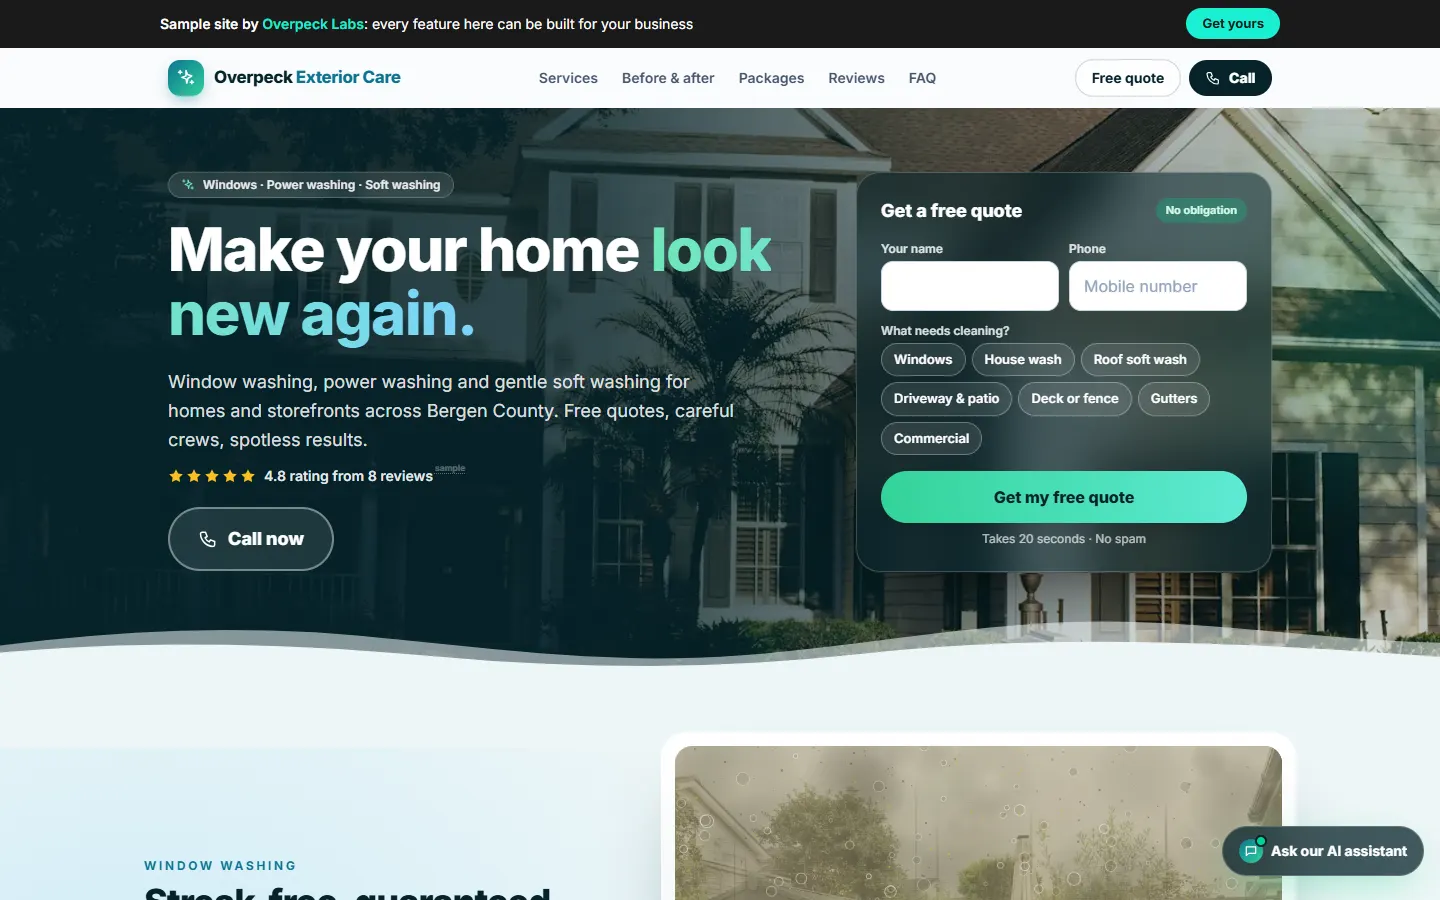 Sample site by Overpeck Labs: every feature here can be built for your business
Get yours
Overpeck Exterior Care
Services
Before & after
Packages
Reviews
FAQ
Free quote
Call
Windows · Power washing · Soft washing
Make your home look
new again.
Window washing, power washing and gentle soft washing for
homes and storefronts across Bergen County. Free quotes, careful
crews, spotless results.
4.8 rating from 8 reviews sample
Call now
Get a free quote
No obligation
Your name
Phone
Mobile number
What needs cleaning?
Windows
House wash
Roof soft wash
Driveway & patio
Deck or fence
Gutters
Commercial
Get my free quote
Takes 20 seconds · No spam
WINDOW WASHING
Streak-free, guaranteed
Ask our AI assistant